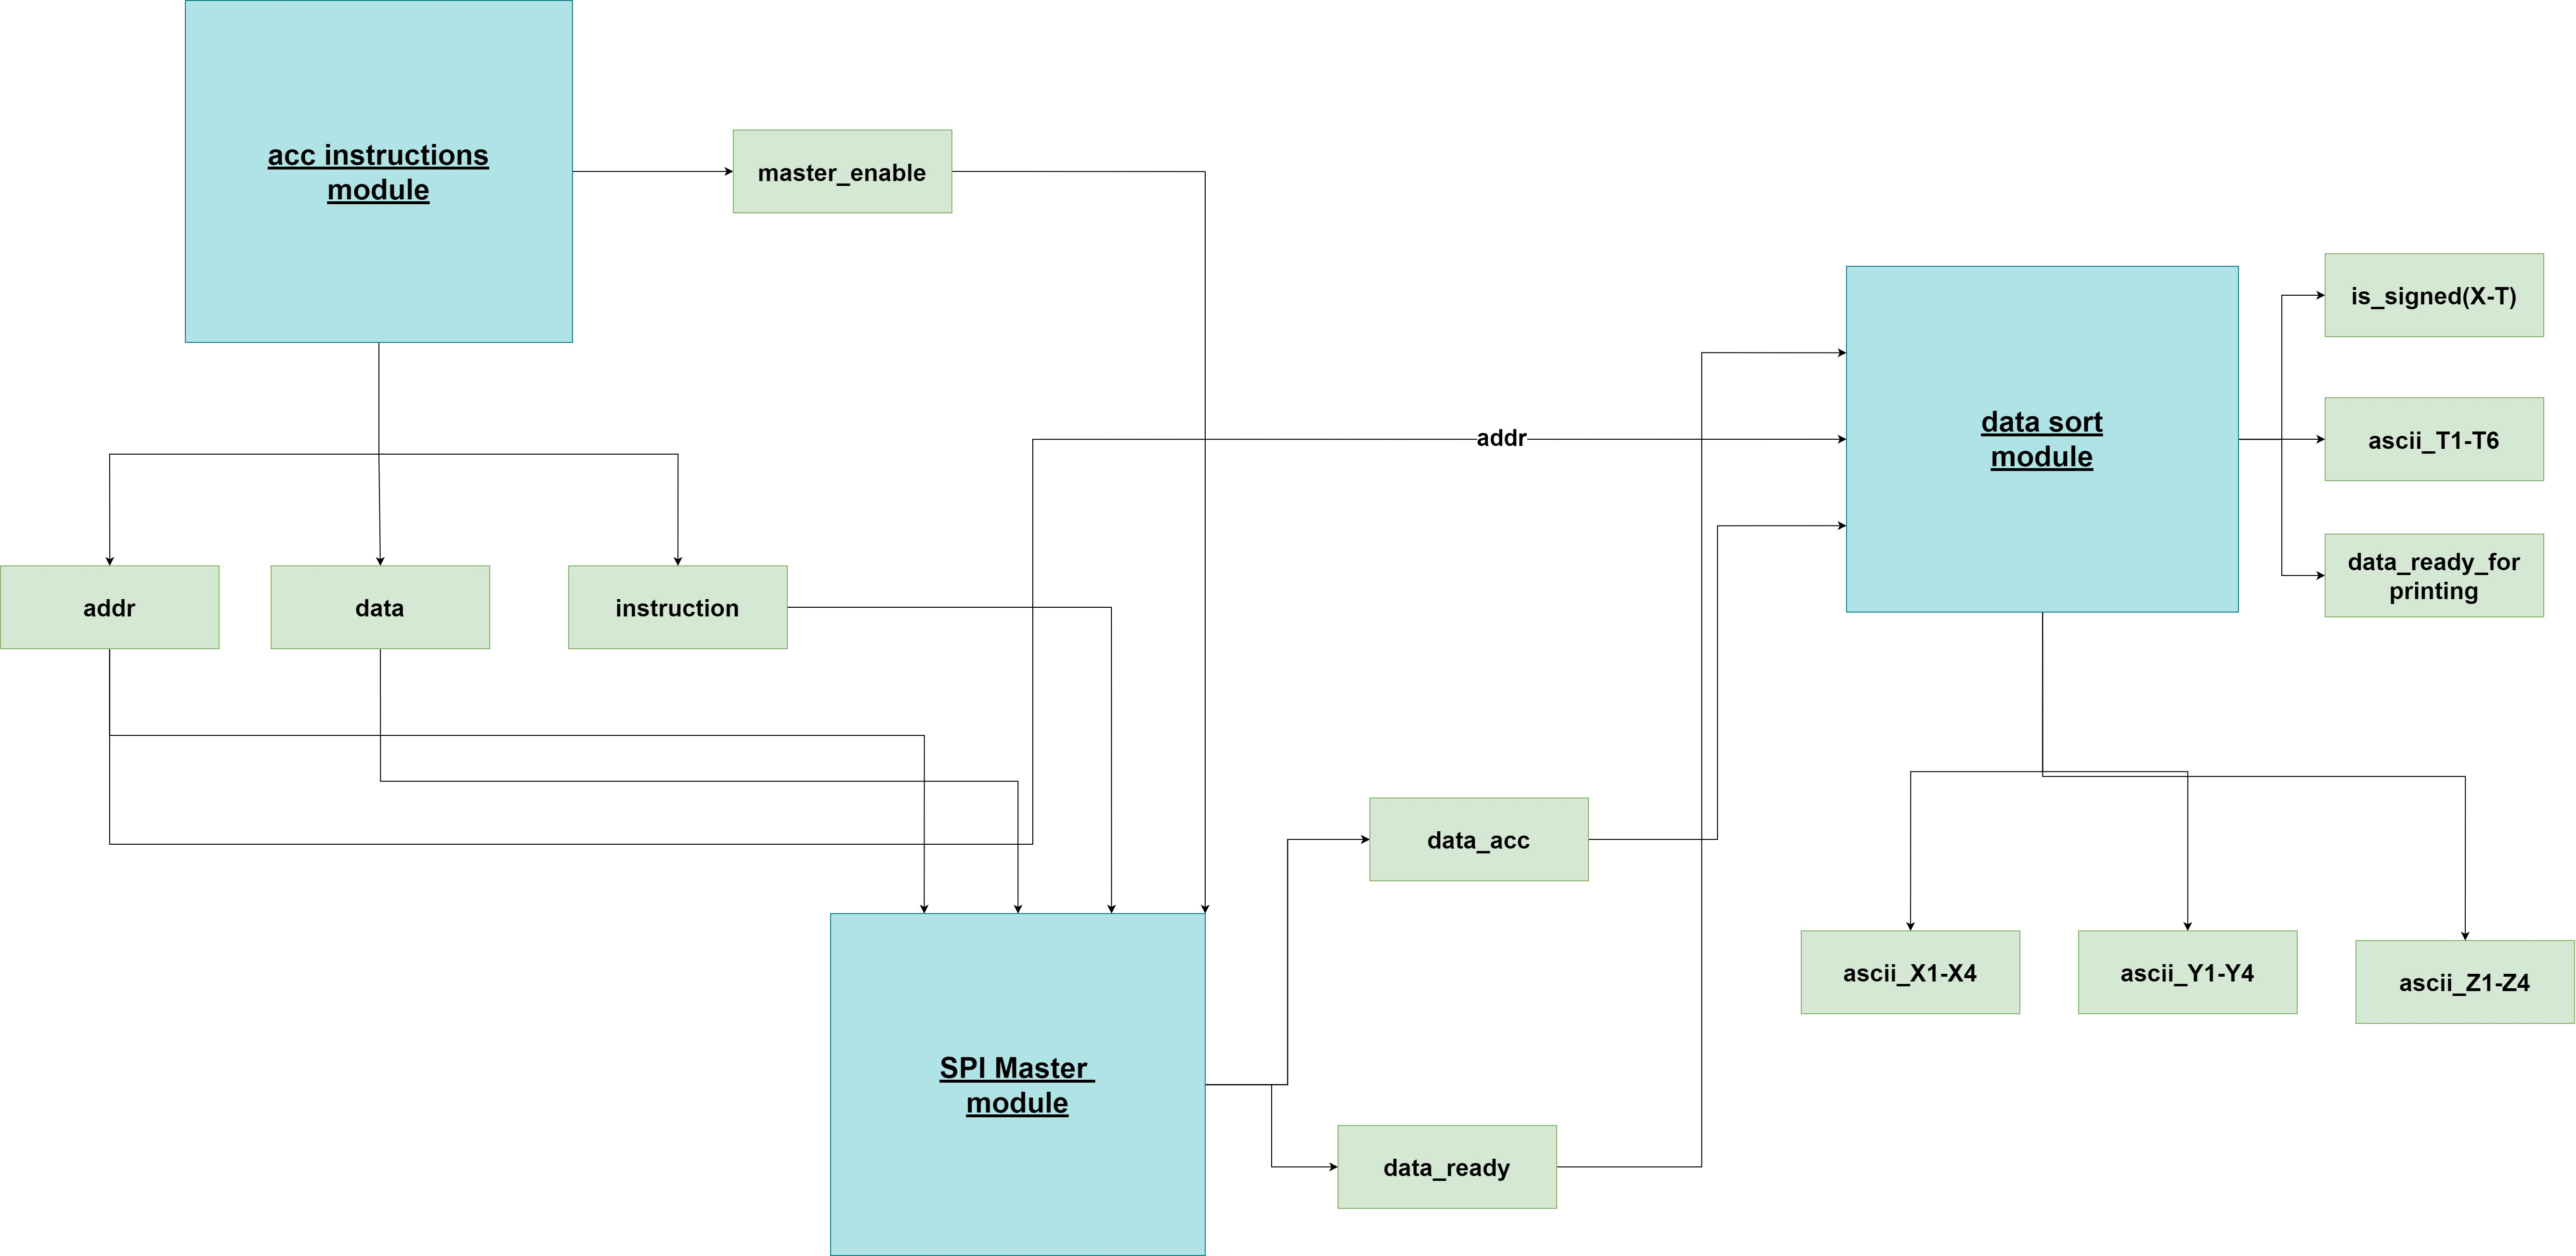 acc instructions
module
master_enable
is_signed(X-T)
data sort
module
addr
ascii_T1-T6
data_ready_for
printing
addr
data
instruction
data_acc
ascii_X1-X4
ascii_Y1-Y4
ascii_Z1-Z4
SPI Master
module
data_ready